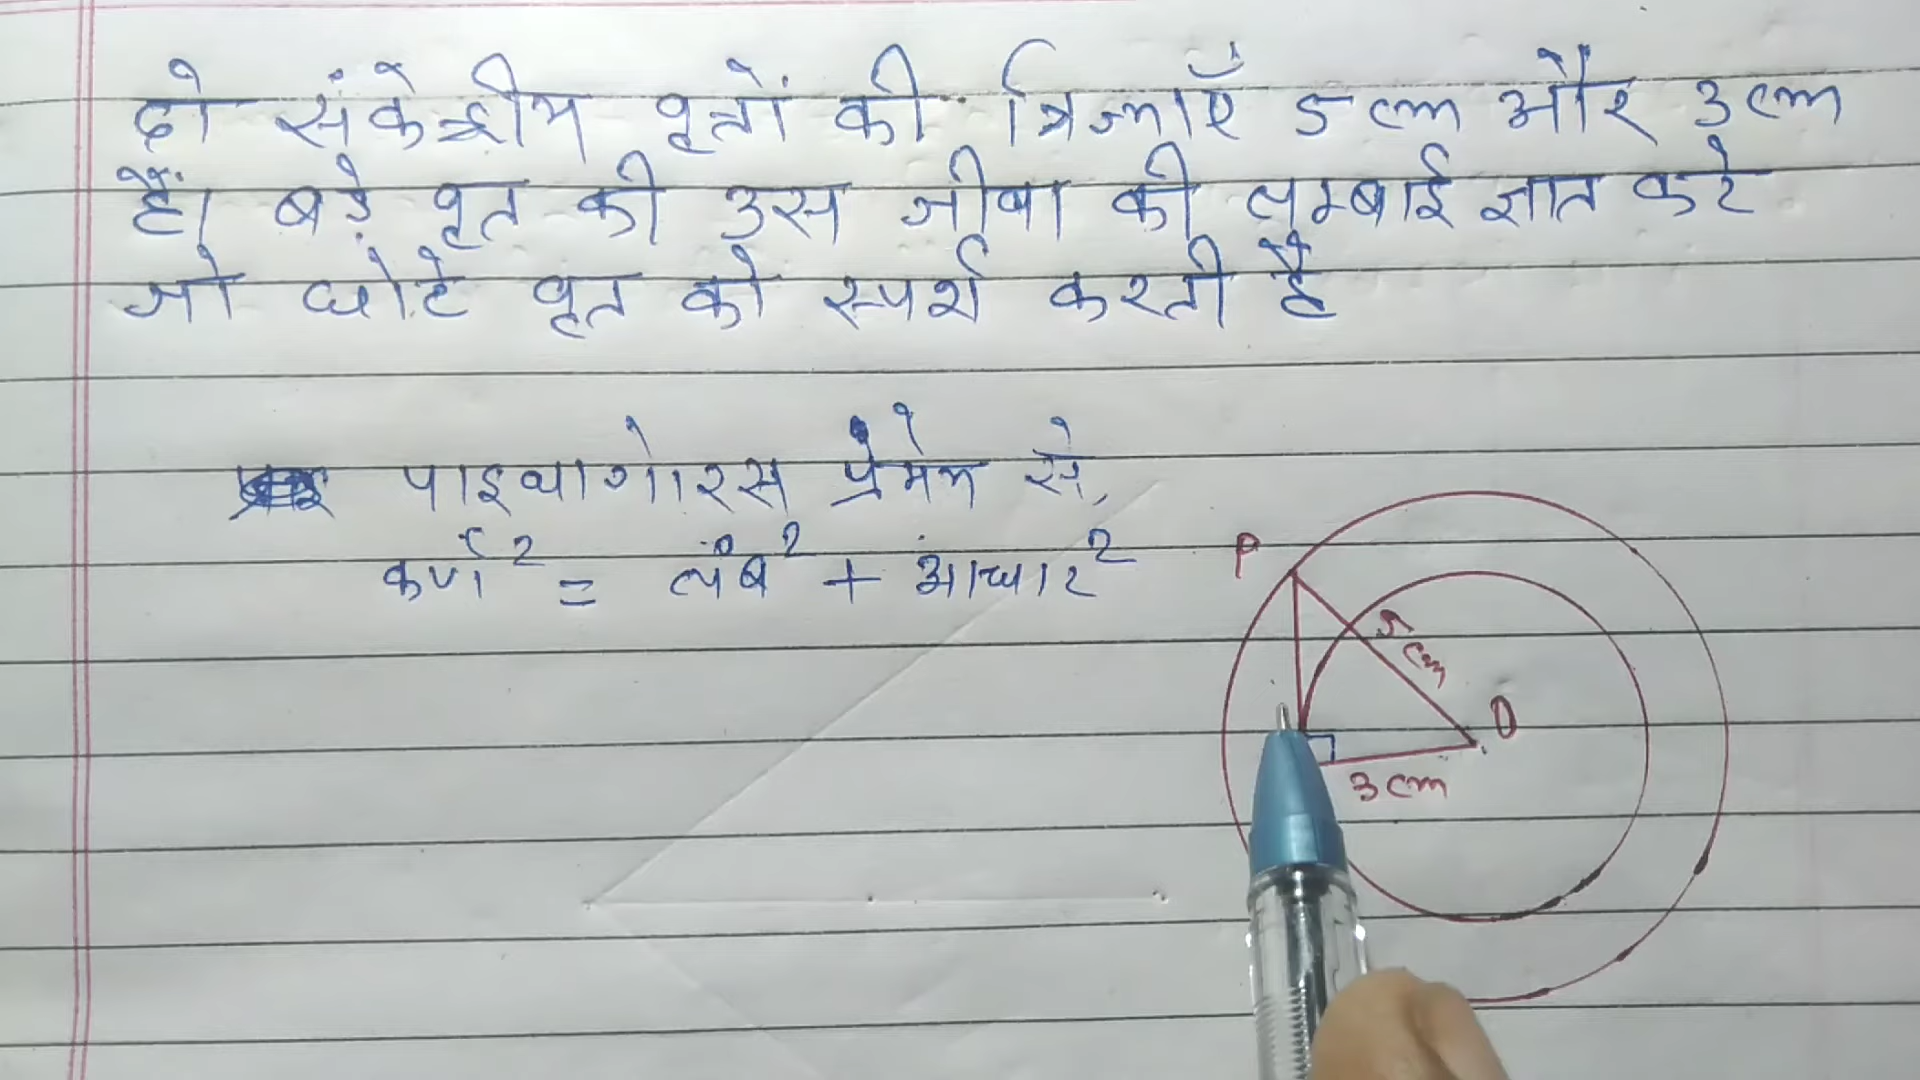 दो संकेन्द्रीय वृतों की त्रिज्याएँ 5 cm और 3 cm
हैं। बड़े वृत की उस जीवा की लम्बाई ज्ञात करे
जो छोटे वृत को स्पर्श करती है
पाइथागोरस प्रेमेय से,
कर्ण² = लंब² + आधार²
P
5 cm
O
3 cm